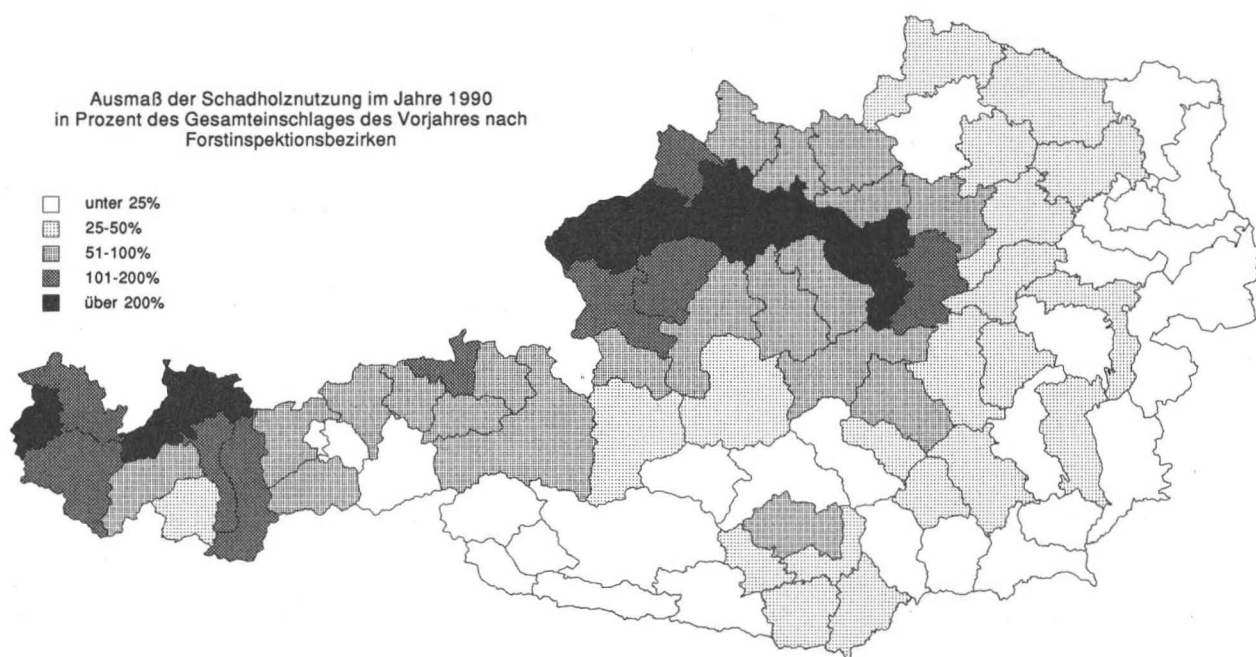 Ausmaß der Schadholznutzung im Jahre 1990
in Prozent des Gesamteinschlages des Vorjahres nach
Forstinspektionsbezirken
unter 25%
25-50%
51-100%
101-200%
über 200%